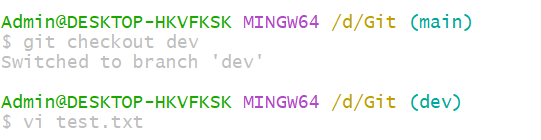 Admin@DESKTOP-HKVFKSK MINGW64 /d/Git (main)
$ git checkout dev
Switched to branch 'dev'
Admin@DESKTOP-HKVFKSK MINGW64 /d/Git (dev)
$ vi test.txt